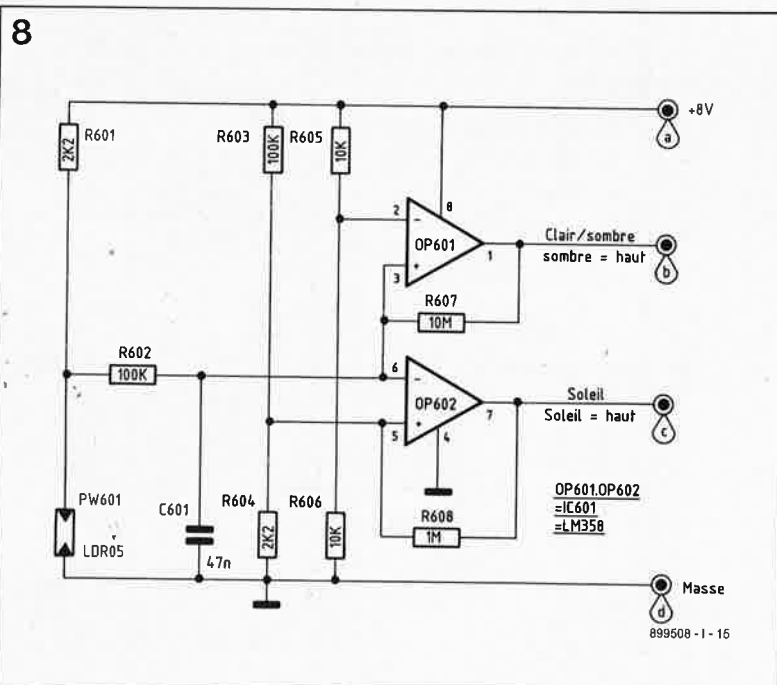 8
+8V
a
R601
2K2
R603
100K
R605
10K
2
-
8
OP601
+
3
1
Clair/sombre
sombre = haut
b
R607
10M
R602
100K
6
-
OP602
+
5
4
7
Soleil
Soleil = haut
c
PW601
LDR05
C601
47n
R604
2K2
R606
10K
R608
1M
OP601.OP602
=IC601
=LM358
Masse
d
899508 - I - 15